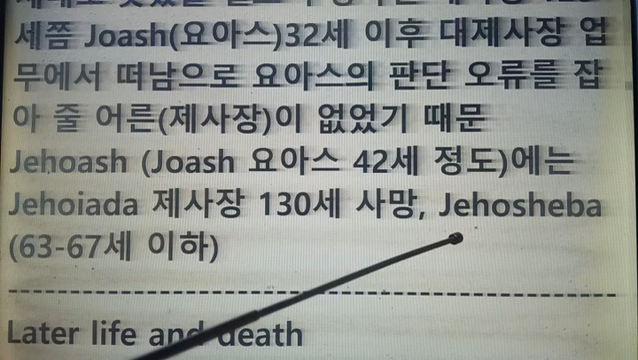 세쯤 Joash(요아스)32세 이후 대제사장 업
무에서 떠남으로 요아스의 판단 오류를 잡
아 줄 어른(제사장)이 없었기 때문
Jehoash (Joash 요아스 42세 정도)에는
Jehoiada 제사장 130세 사망, Jehosheba
(63-67세 이하)
Later life and death